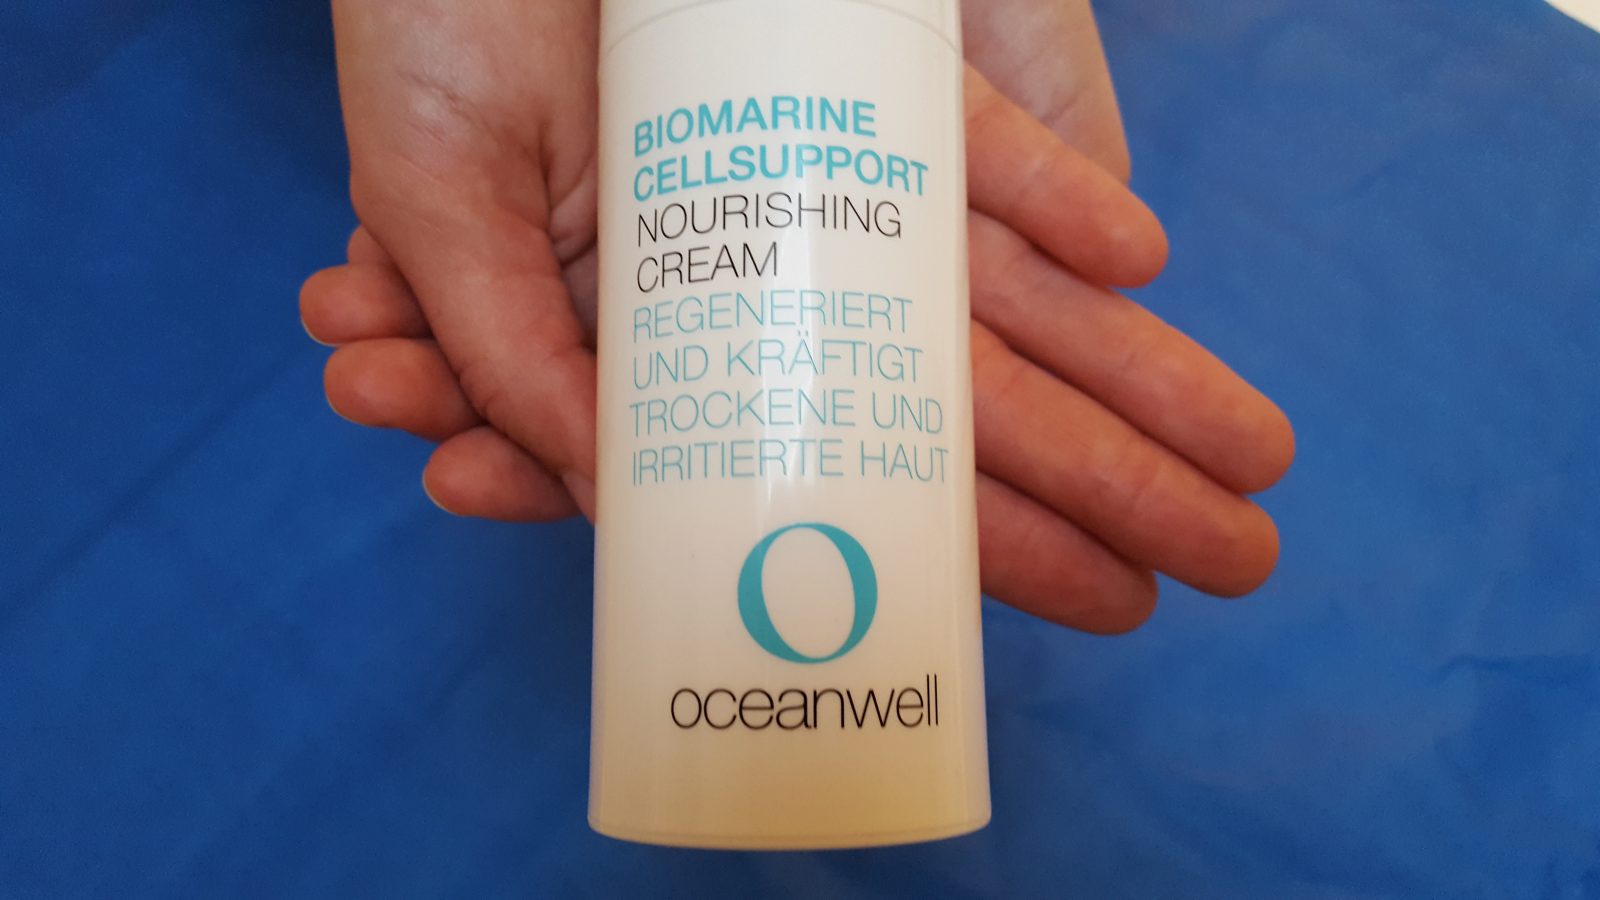 BIOMARINE
CELLSUPPORT
NOURISHING
CREAM
REGENERIERT
UND KRÄFTIGT
TROCKENE UND
IRRITIERTE HAUT
O
oceanwell